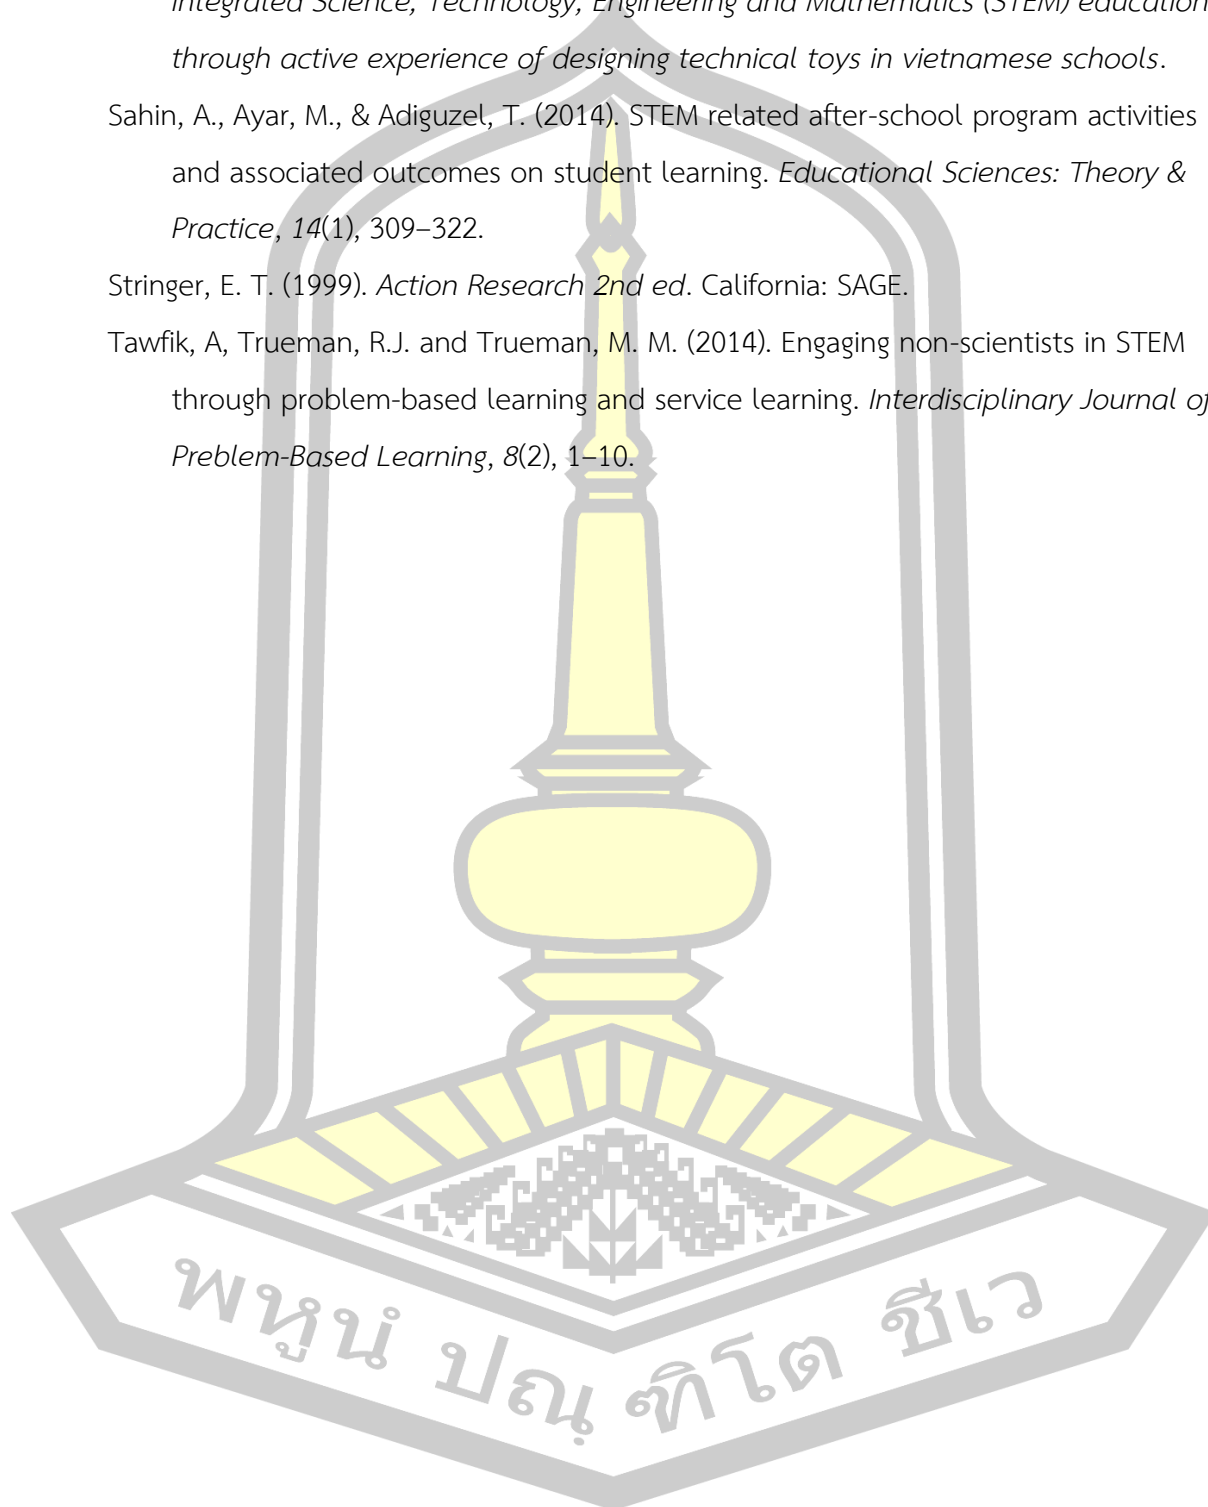 Integrated Science, Technology, Engineering and Mathematics (STEM) education
through active experience of designing technical toys in vietnamese schools.
Sahin, A., Ayar, M., & Adiguzel, T. (2014). STEM related after-school program activities
and associated outcomes on student learning. Educational Sciences: Theory &
Practice, 14(1), 309–322.
Stringer, E. T. (1999). Action Research 2nd ed. California: SAGE.
Tawfik, A, Trueman, R.J. and Trueman, M. M. (2014). Engaging non-scientists in STEM
through problem-based learning and service learning. Interdisciplinary Journal of
Preblem-Based Learning, 8(2), 1–10.
พหูนํ ปณฺฑิโต ชีเว